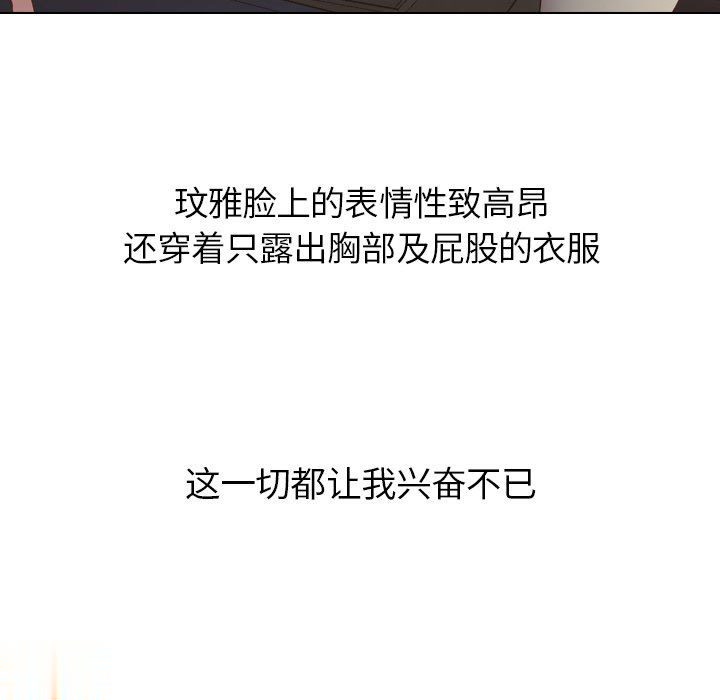 玟雅脸上的表情性致高昂
还穿着只露出胸部及屁股的衣服
这一切都让我兴奋不已